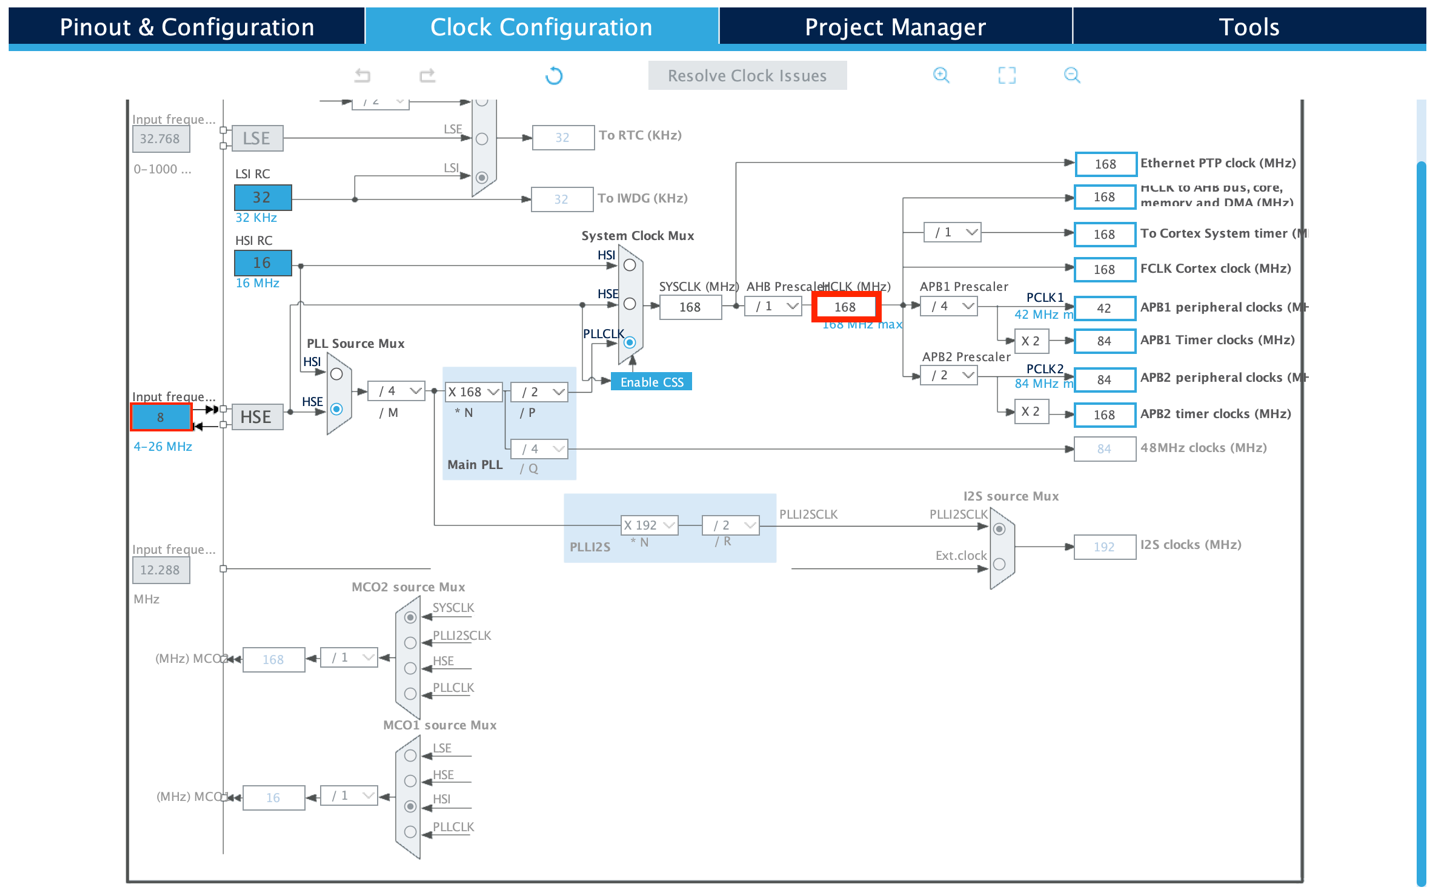 Pinout & Configuration
Clock Configuration
Project Manager
Tools
Resolve Clock Issues
/ 2
Input freque...
32.768
0-1000 ...
LSE
LSE
32
To RTC (KHz)
LSI RC
32
32 KHz
LSI
32
To IWDG (KHz)
168
Ethernet PTP clock (MHz)
168
HCLK to AHB bus, core,
memory and DMA (MHz)
/ 1
168
To Cortex System timer (M
168
FCLK Cortex clock (MHz)
HSI RC
16
16 MHz
System Clock Mux
HSI
HSE
PLLCLK
SYSCLK (MHz)
168
AHB Prescaler
/ 1
HCLK (MHz)
168
168 MHz max
APB1 Prescaler
/ 4
PCLK1
42 MHz m
42
APB1 peripheral clocks (MH
X 2
84
APB1 Timer clocks (MHz)
APB2 Prescaler
/ 2
PCLK2
84 MHz m
84
APB2 peripheral clocks (MH
X 2
168
APB2 timer clocks (MHz)
PLL Source Mux
HSI
HSE
Input freque...
8
4-26 MHz
HSE
/ 4
/ M
X 168
* N
/ 2
/ P
/ 4
/ Q
Main PLL
Enable CSS
84
48MHz clocks (MHz)
X 192
* N
/ 2
/ R
PLLI2S
PLLI2SCLK
I2S source Mux
PLLI2SCLK
Ext.clock
192
I2S clocks (MHz)
Input freque...
12.288
MHz
MCO2 source Mux
SYSCLK
PLLI2SCLK
HSE
PLLCLK
(MHz) MCO2
168
/ 1
MCO1 source Mux
LSE
HSE
HSI
PLLCLK
(MHz) MCO1
16
/ 1